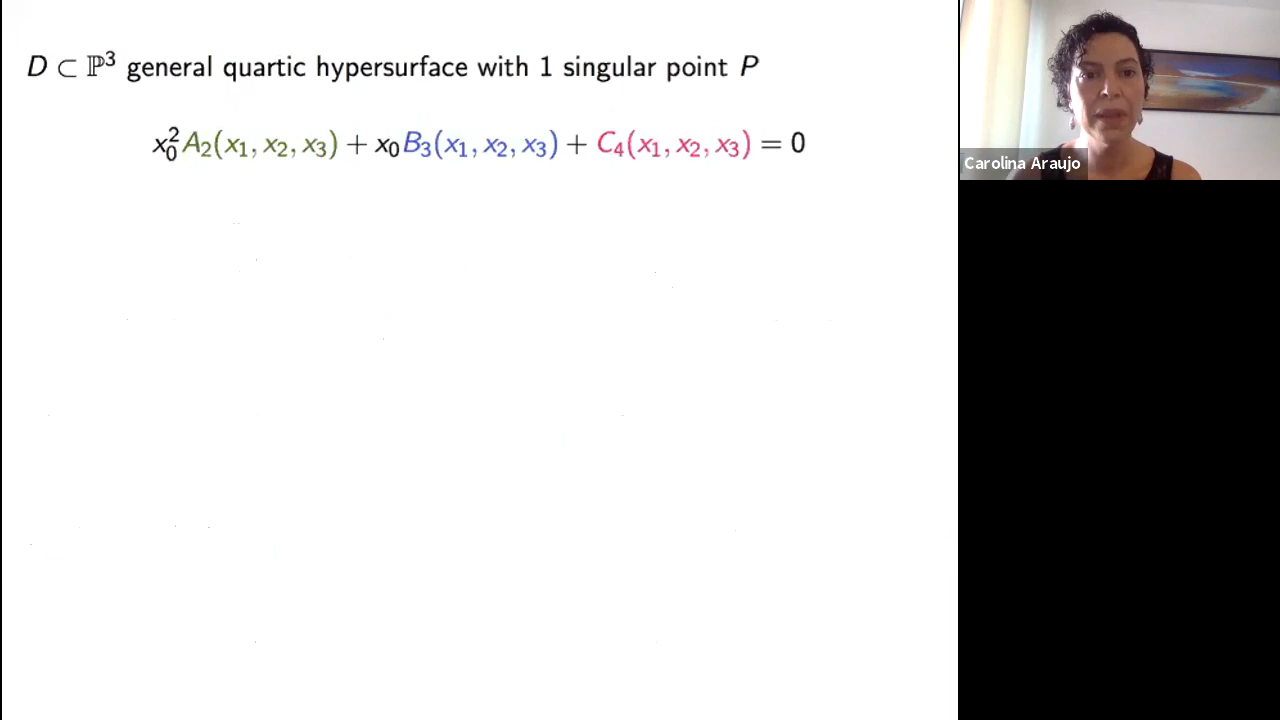 D ⊂ ℙ³ general quartic hypersurface with 1 singular point P
x₀²A₂(x₁, x₂, x₃) + x₀B₃(x₁, x₂, x₃) + C₄(x₁, x₂, x₃) = 0
Carolina Araujo